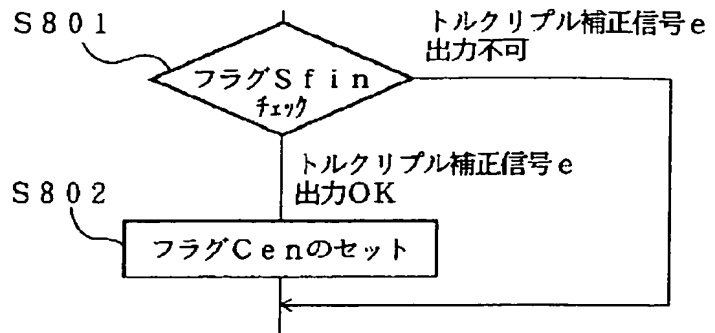 S801
トルクリプル補正信号e
出力不可
フラグSfin
チェック
トルクリプル補正信号e
出力OK
S802
フラグCenのセット